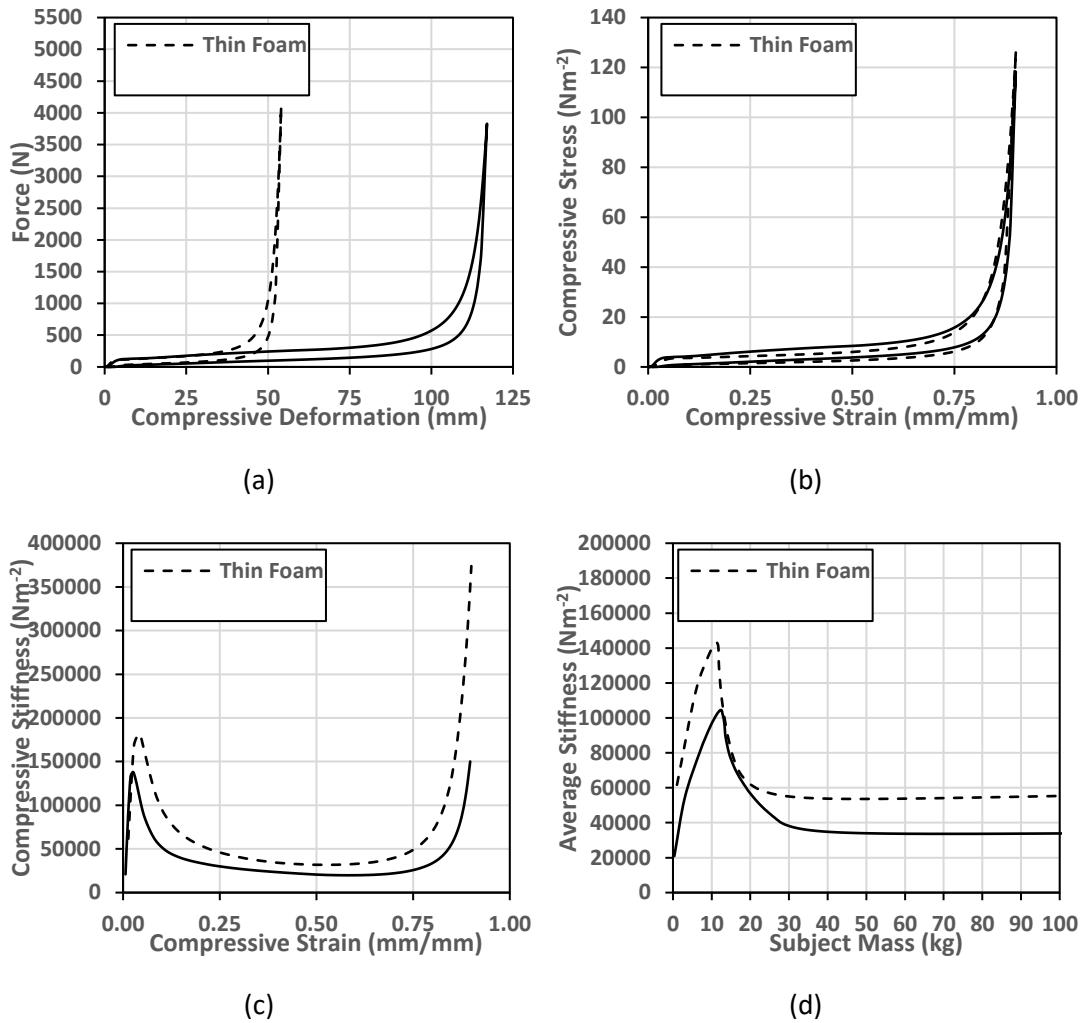 5500
5000
4500
4000
3500
3000
2500
2000
1500
1000
500
0
Force (N)
Thin Foam
0 25 50 75 100 125
Compressive Deformation (mm)
(a)
140
120
100
80
60
40
20
0
Compressive Stress (Nm-2)
Thin Foam
0.00 0.25 0.50 0.75 1.00
Compressive Strain (mm/mm)
(b)
400000
350000
300000
250000
200000
150000
100000
50000
0
Compressive Stiffness (Nm-2)
Thin Foam
0.00 0.25 0.50 0.75 1.00
Compressive Strain (mm/mm)
(c)
200000
180000
160000
140000
120000
100000
80000
60000
40000
20000
0
Average Stiffness (Nm-2)
Thin Foam
0 10 20 30 40 50 60 70 80 90 100
Subject Mass (kg)
(d)